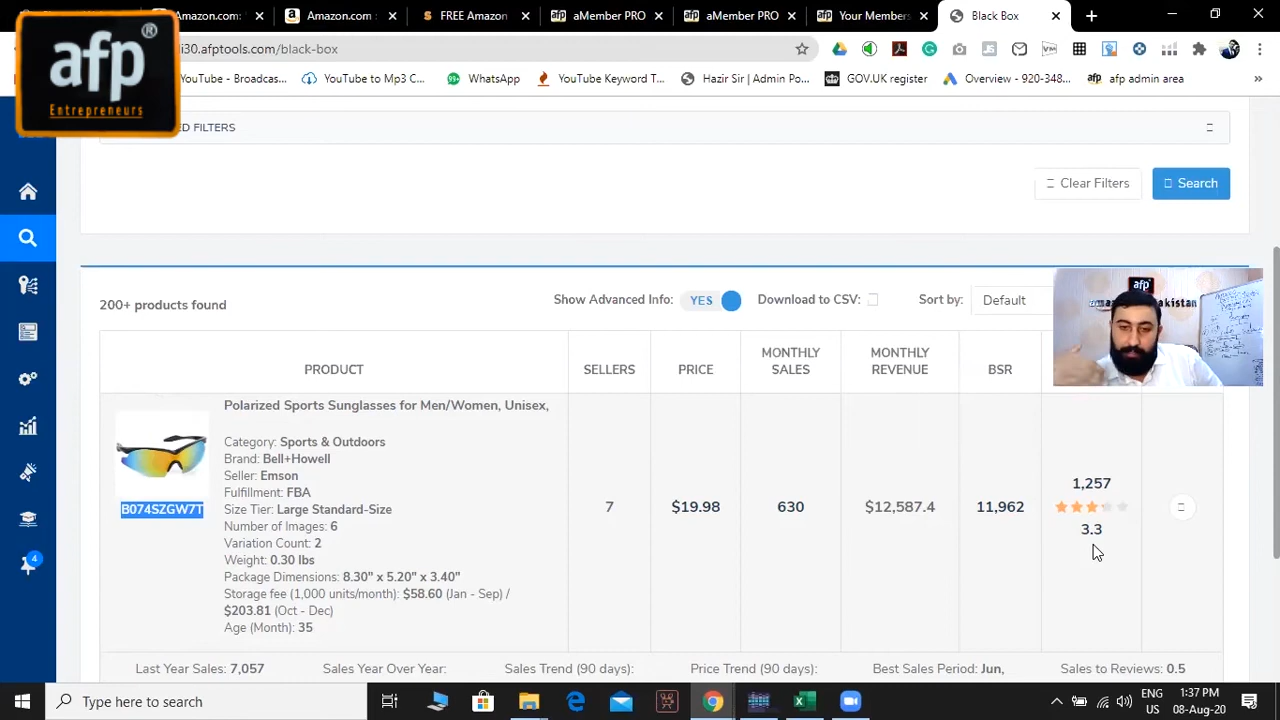 Amazon.com
Amazon.com
FREE Amazon
aMember PRO
aMember PRO
Your Members
Black Box
afp®
Entrepreneurs
i30.afptools.com/black-box
YouTube - Broadcas...
YouTube to Mp3 C...
WhatsApp
YouTube Keyword T...
Hazir Sir | Admin Po...
GOV.UK register
Overview - 920-348...
afp admin area
ED FILTERS
Clear Filters
Search
200+ products found
Show Advanced Info:
YES
Download to CSV:
Sort by:
Default
afp
PRODUCT
SELLERS
PRICE
MONTHLY SALES
MONTHLY REVENUE
BSR
Polarized Sports Sunglasses for Men/Women, Unisex,
Category: Sports & Outdoors
Brand: Bell+Howell
Seller: Emson
Fulfillment: FBA
B074SZGW7T
Size Tier: Large Standard-Size
Number of Images: 6
Variation Count: 2
Weight: 0.30 lbs
Package Dimensions: 8.30" x 5.20" x 3.40"
Storage fee (1,000 units/month): $58.60 (Jan - Sep) /
$203.81 (Oct - Dec)
Age (Month): 35
7
$19.98
630
$12,587.4
11,962
1,257
3.3
4
Last Year Sales: 7,057
Sales Year Over Year:
Sales Trend (90 days):
Price Trend (90 days):
Best Sales Period: Jun,
Sales to Reviews: 0.5
Type here to search
ENG
US
1:37 PM
08-Aug-20